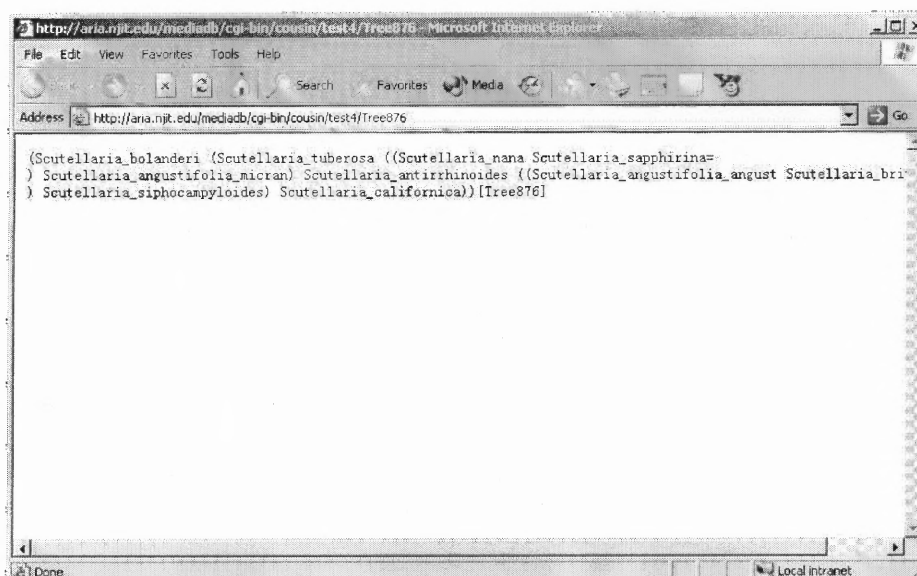 http://aria.njit.edu/mediadb/cgi-bin/cousin/test4/Tree876 - Microsoft Internet Explorer
File Edit View Favorites Tools Help
Search Favorites Media
Address http://aria.njit.edu/mediadb/cgi-bin/cousin/test4/Tree876 Go
(Scutellaria_bolanderi (Scutellaria_tuberosa ((Scutellaria_nana Scutellaria_sapphirina=
) Scutellaria_angustifolia_micran) Scutellaria_antirrhinoides ((Scutellaria_angustifolia_angust Scutellaria_bri
) Scutellaria_siphocampyloides) Scutellaria_californica))[Tree876]
Done Local intranet